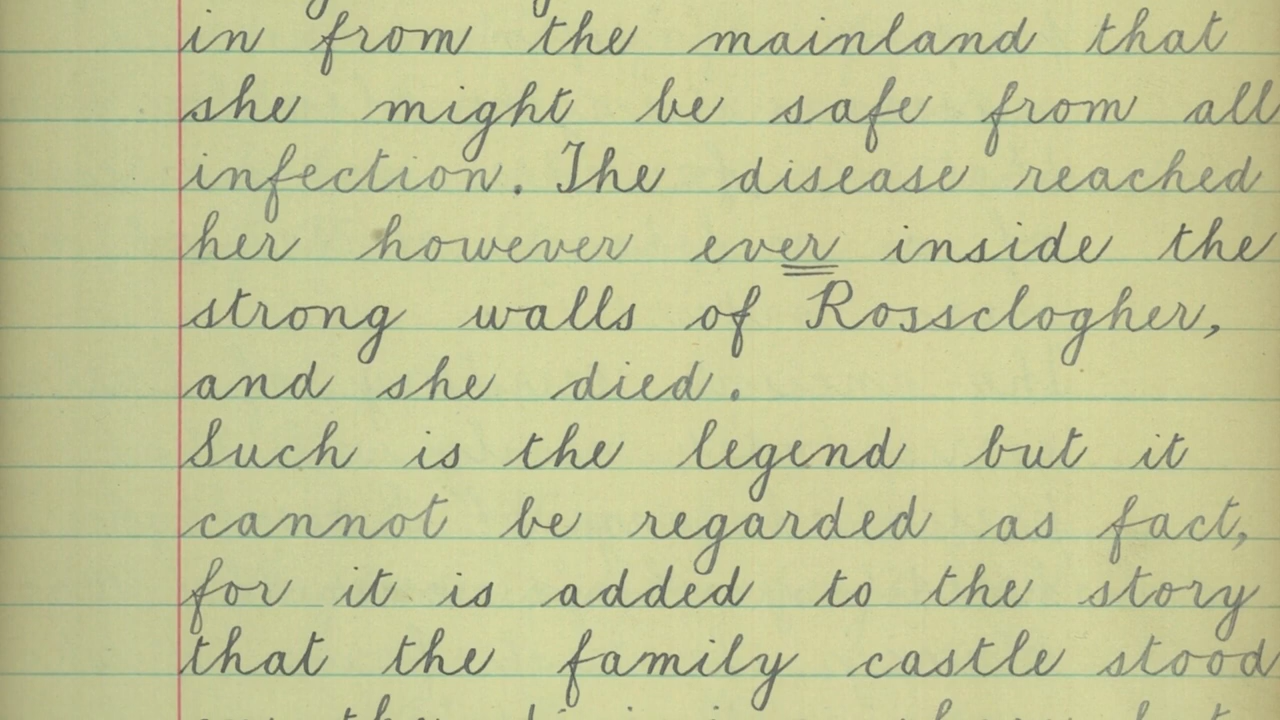 in from the mainland that
she might be safe from all
infection. The disease reached
her however ever inside the
strong walls of Rossclogher,
and she died.
Such is the legend but it
cannot be regarded as fact,
for it is added to the story
that the family castle stood